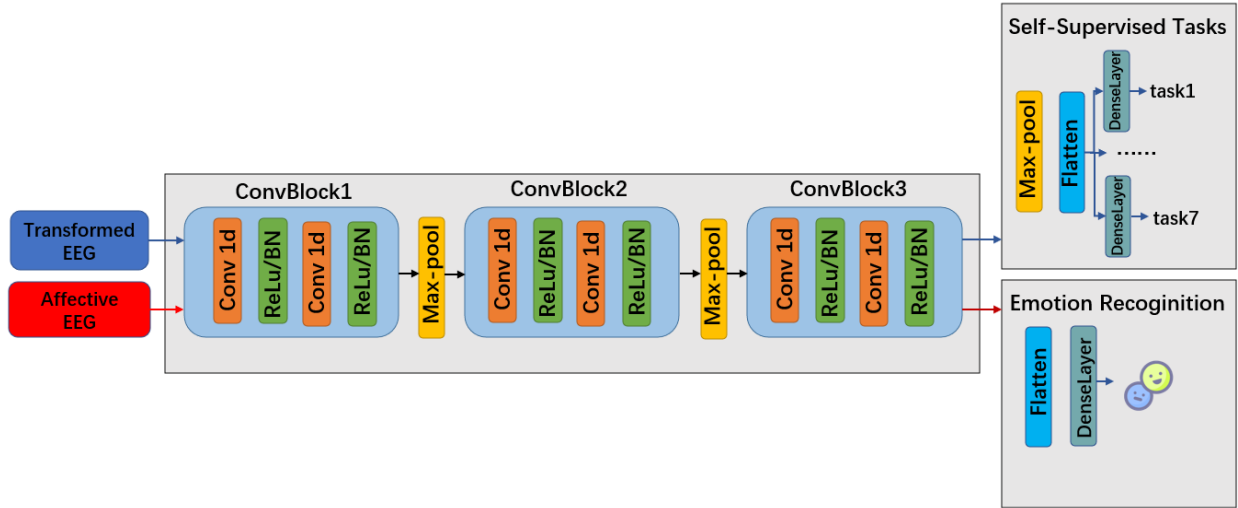 Self-Supervised Tasks
Max-pool
Flatten
DenseLayer
task1
......
DenseLayer
task7
ConvBlock1
ConvBlock2
ConvBlock3
Transformed
EEG
Affective
EEG
Conv 1d
ReLu/BN
Conv 1d
ReLu/BN
Max-pool
Conv 1d
ReLu/BN
Conv 1d
ReLu/BN
Max-pool
Conv 1d
ReLu/BN
Conv 1d
ReLu/BN
Emotion Recoginition
Flatten
DenseLayer